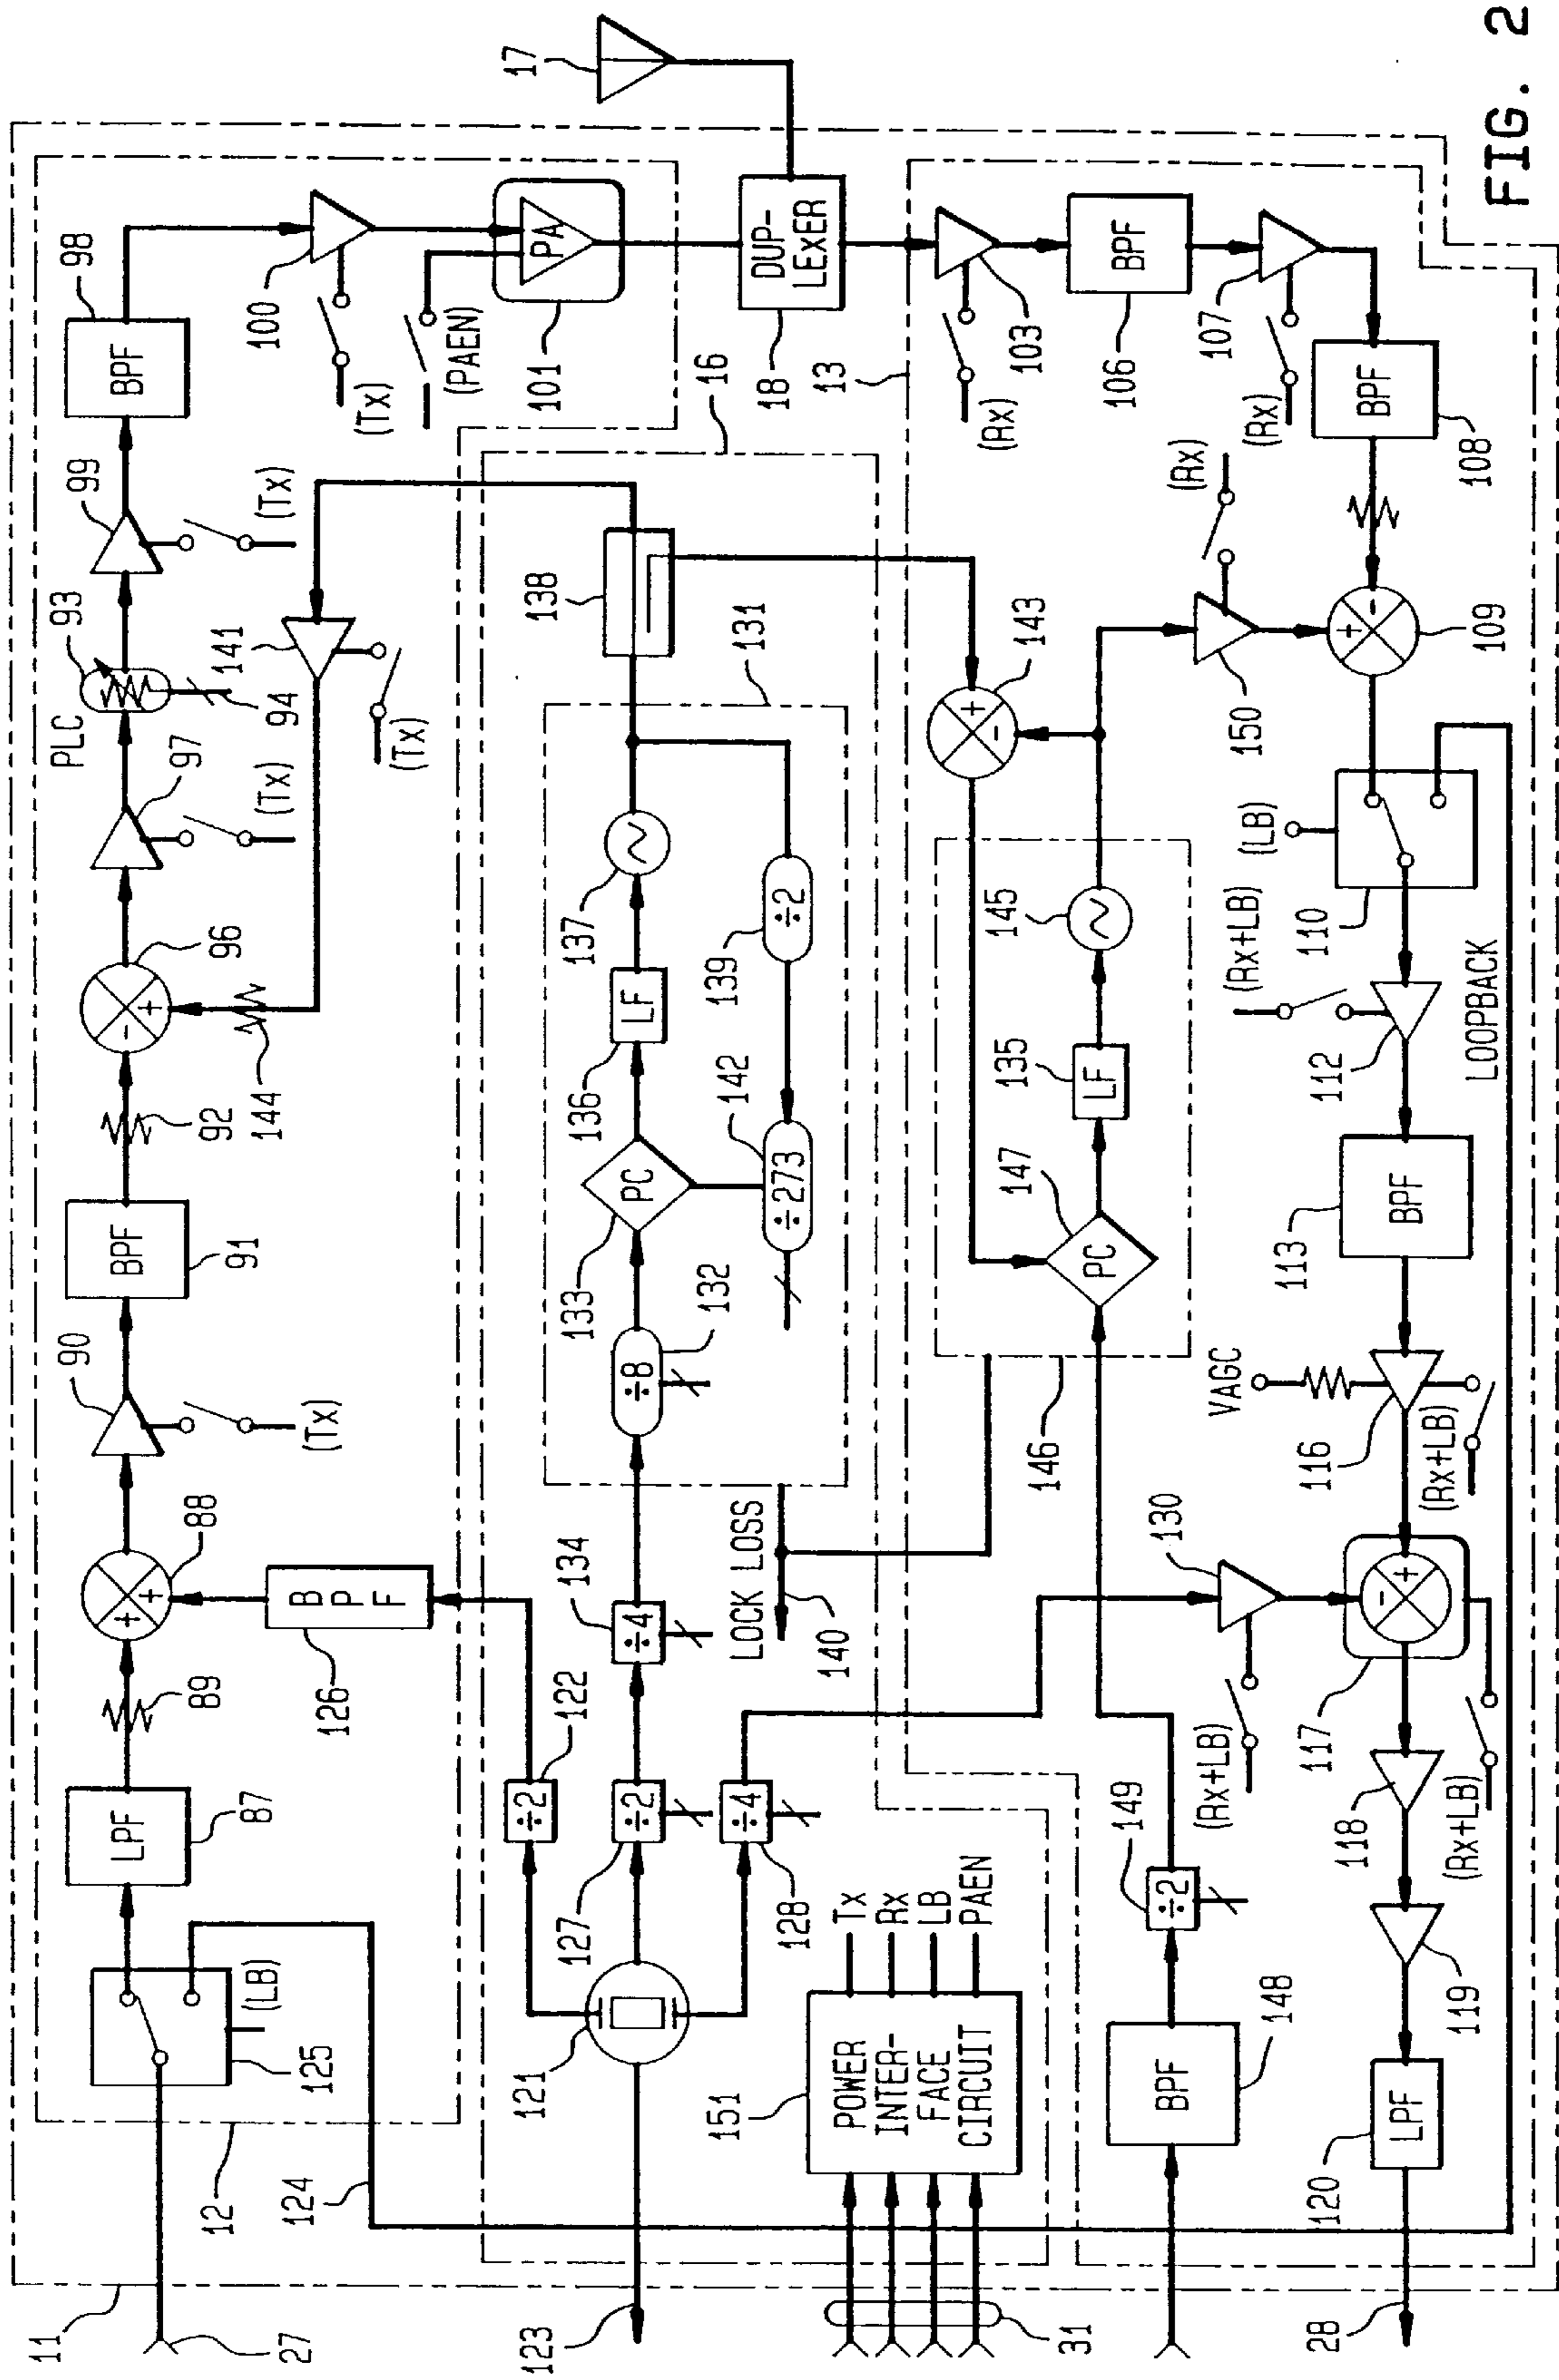 11
27
12
124
125
(LB)
LPF
87
89
88
BPF
126
90
(Tx)
BPF
91
92
96
144
97
(Tx)
PLC
93
94
99
(Tx)
BPF
98
141
(Tx)
100
(Tx)
(PAEN)
PA
101
17
DUP-
LEXER
18
16
13
123
121
÷2
122
÷2
127
÷4
128
÷4
134
÷8
132
PC
133
LF
136
137
÷2
139
÷273
142
138
131
LOCK LOSS
140
151
POWER
INTER-
FACE
CIRCUIT
Tx
Rx
LB
PAEN
31
BPF
148
÷2
149
130
(Rx+LB)
146
PC
147
LF
135
145
143
150
(Rx)
103
(Rx)
BPF
106
107
(Rx)
BPF
108
109
110
(LB)
(Rx+LB)
112
LOOPBACK
BPF
113
VAGC
116
(Rx+LB)
117
(Rx+LB)
118
119
LPF
120
28
FIG. 2